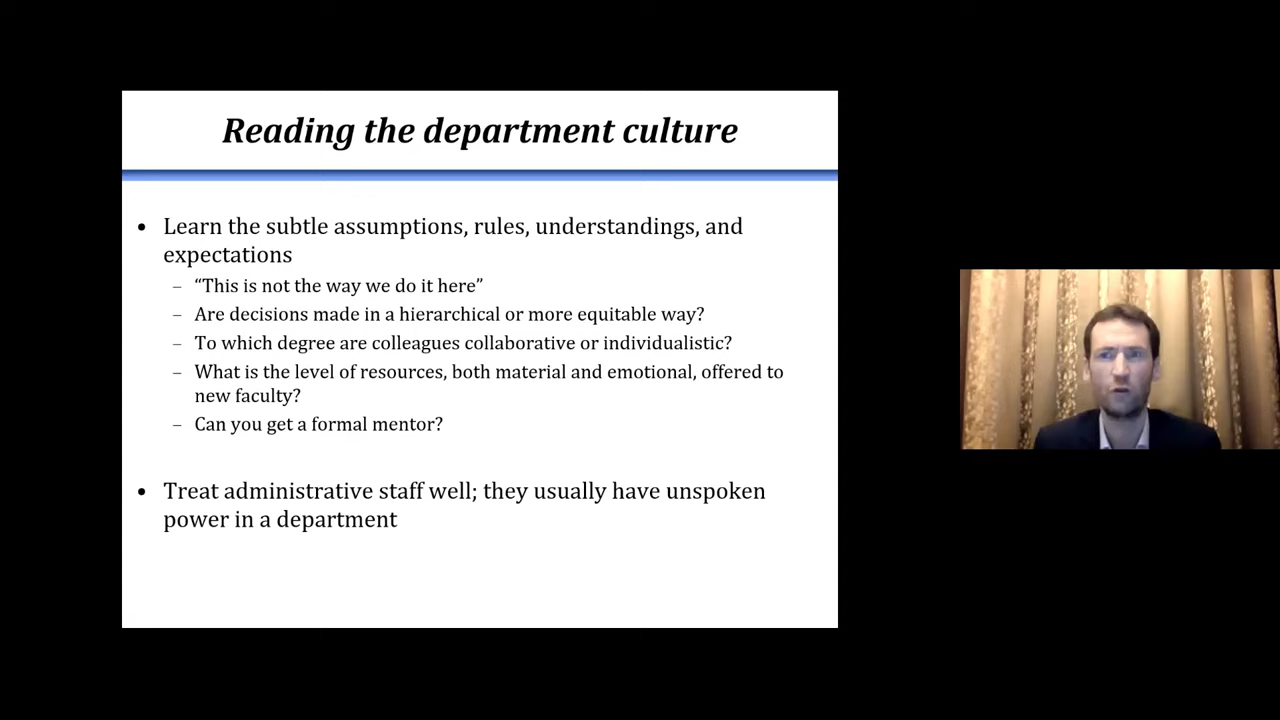 Reading the department culture
• Learn the subtle assumptions, rules, understandings, and
expectations
– “This is not the way we do it here”
– Are decisions made in a hierarchical or more equitable way?
– To which degree are colleagues collaborative or individualistic?
– What is the level of resources, both material and emotional, offered to
new faculty?
– Can you get a formal mentor?
• Treat administrative staff well; they usually have unspoken
power in a department